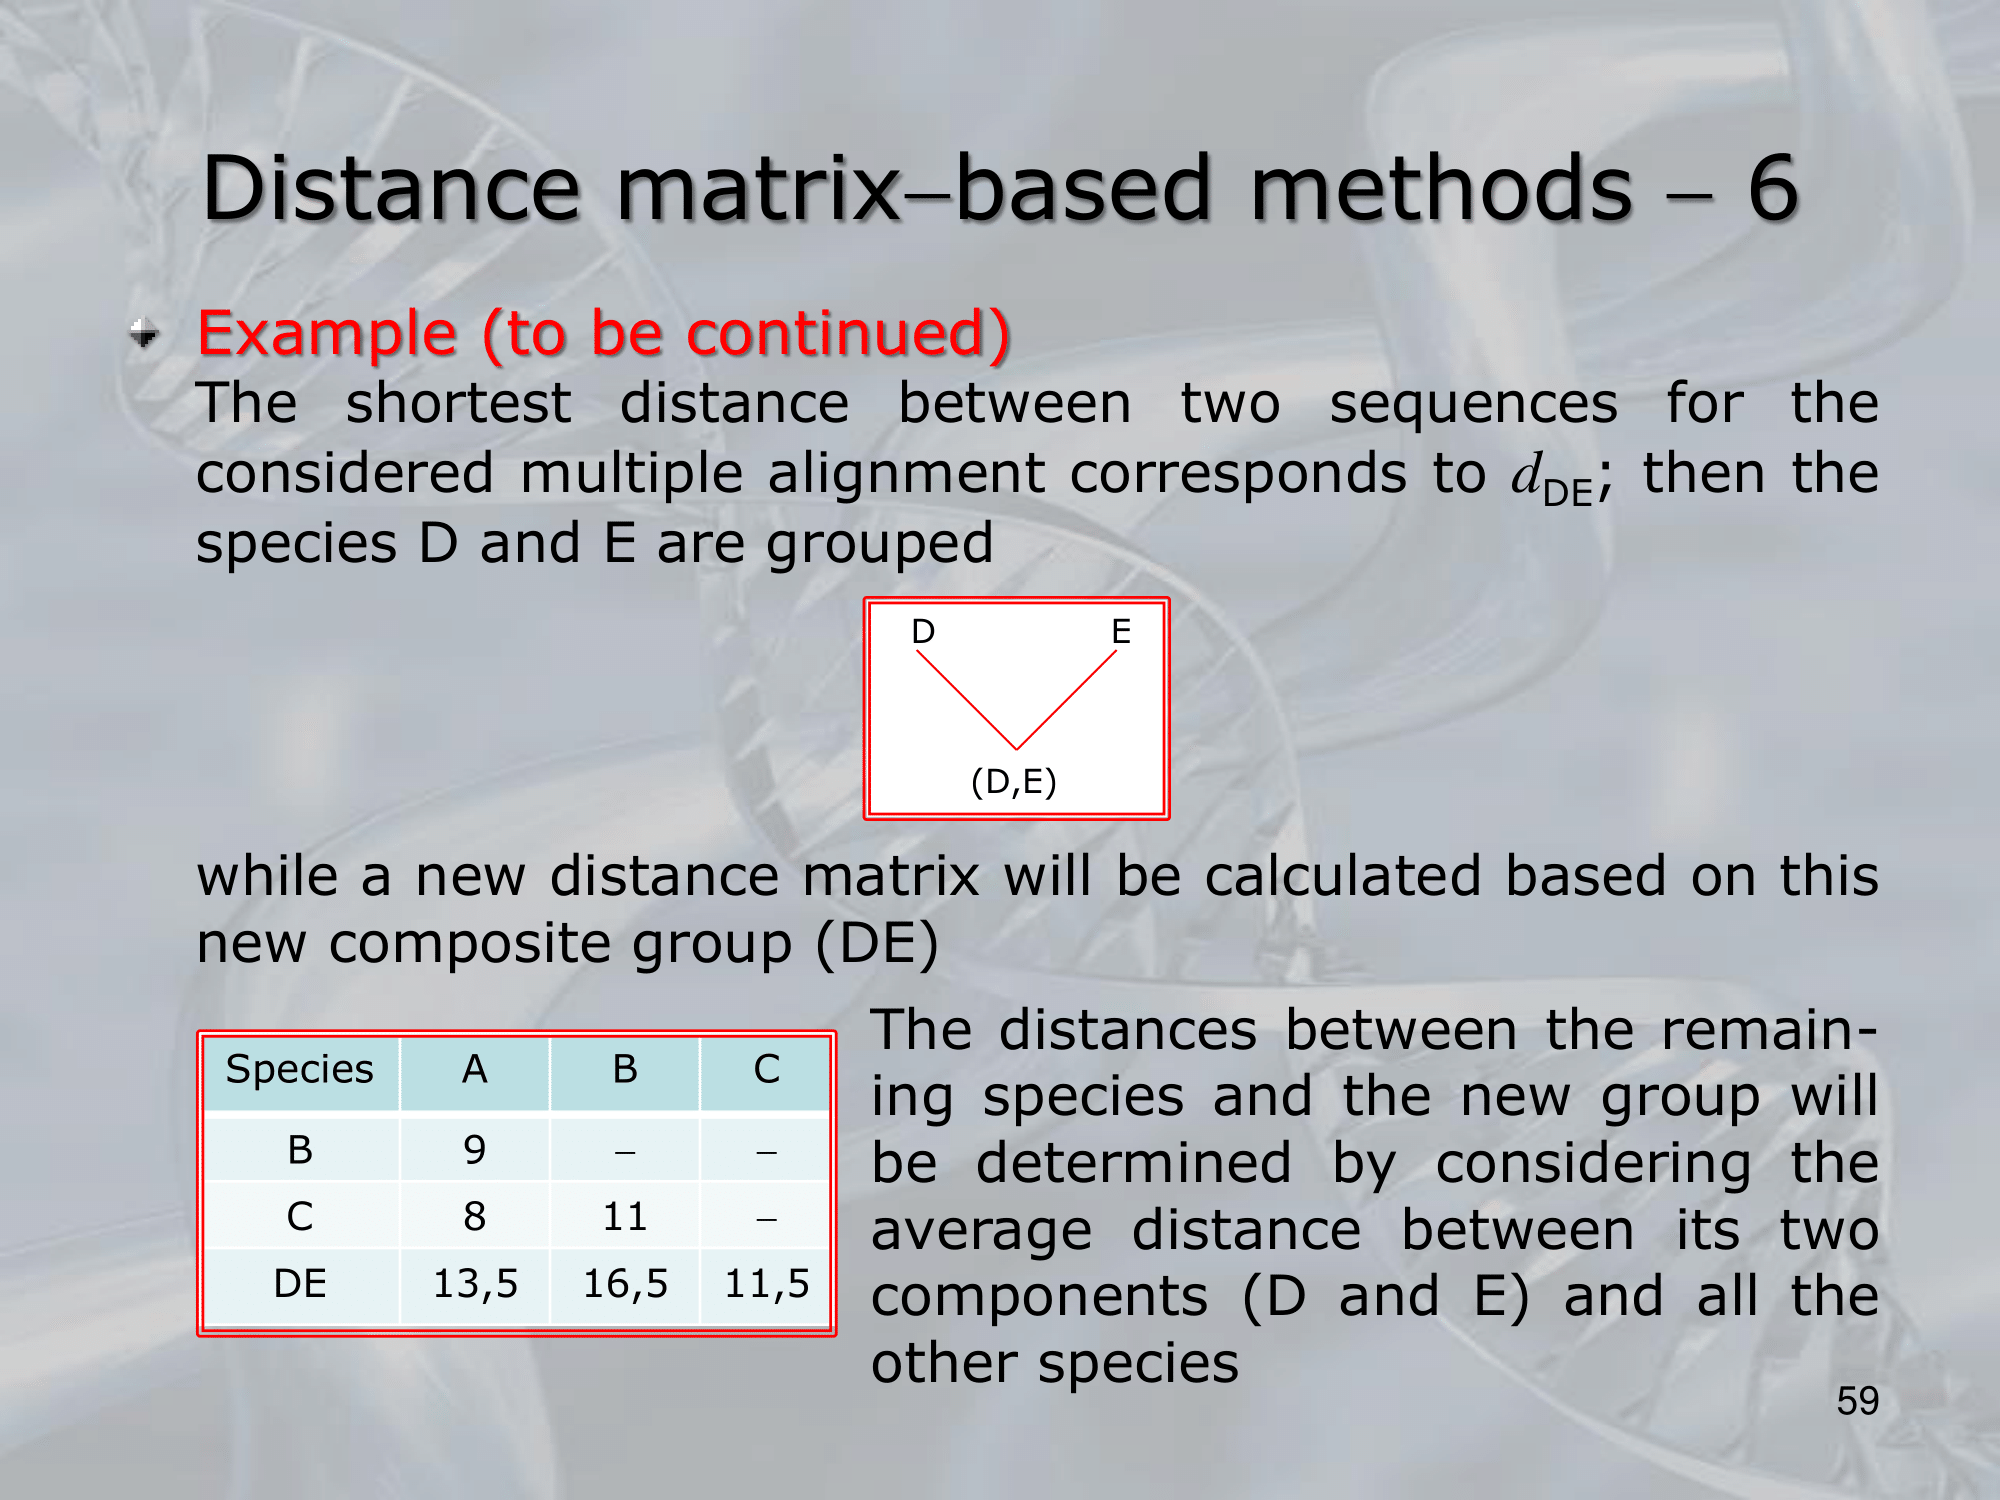 Distance matrix–based methods – 6
Example (to be continued)
The shortest distance between two sequences for the
considered multiple alignment corresponds to dDE; then the
species D and E are grouped
D E
(D,E)
while a new distance matrix will be calculated based on this
new composite group (DE)
Species A B C
B 9 – –
C 8 11 –
DE 13,5 16,5 11,5
The distances between the remain-
ing species and the new group will
be determined by considering the
average distance between its two
components (D and E) and all the
other species
59